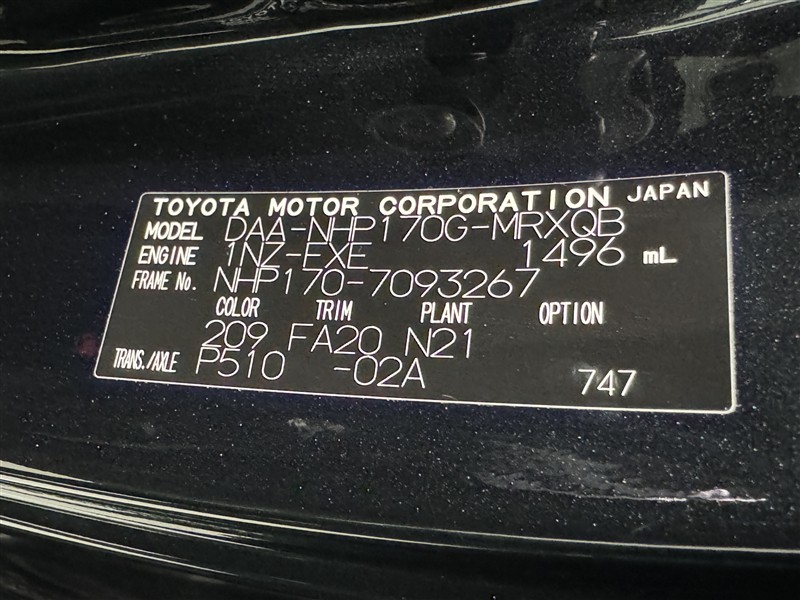 TOYOTA MOTOR CORPORATION JAPAN
MODEL DAA-NHP170G-MRXQB
ENGINE 1NZ-EXE 1496 mL
FRAME No. NHP170-7093267
COLOR TRIM PLANT OPTION
209 FA20 N21
TRANS./AXLE P510 -02A 747